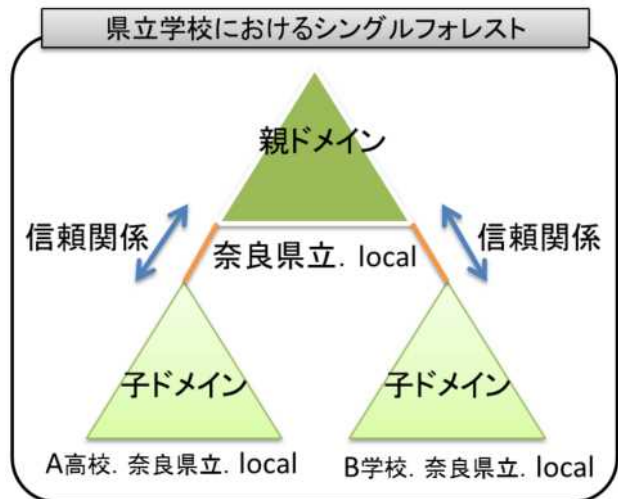 県立学校におけるシングルフォレスト
親ドメイン
信頼関係
信頼関係
奈良県立. local
子ドメイン
子ドメイン
A高校. 奈良県立. local
B学校. 奈良県立. local